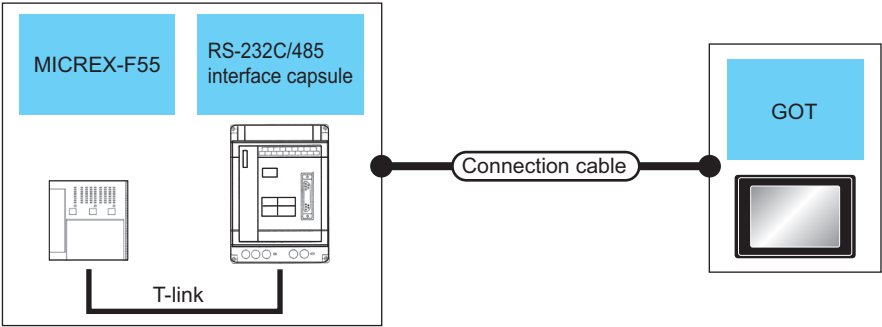 MICREX-F55
RS-232C/485
interface capsule
GOT
Connection cable
T-link